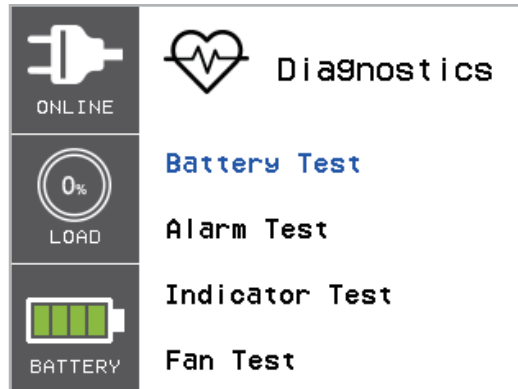 ONLINE
0%
LOAD
BATTERY
Diagnostics
Battery Test
Alarm Test
Indicator Test
Fan Test